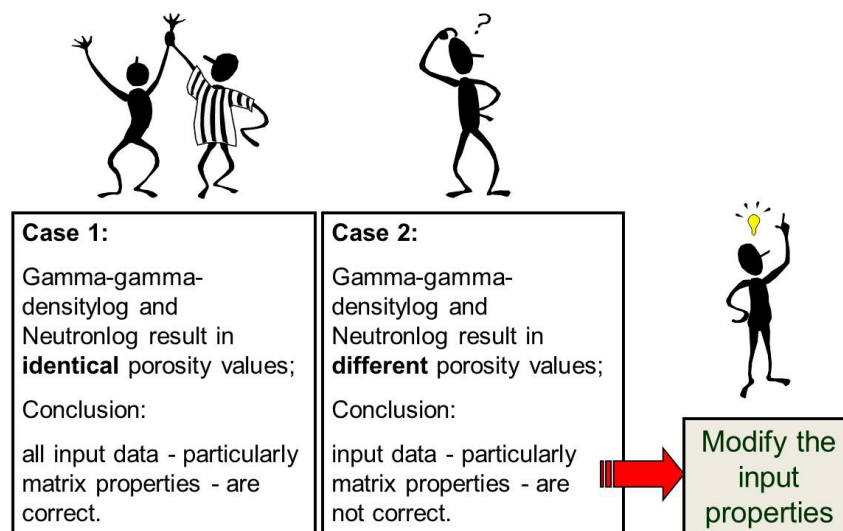 ?
Case 1:
Gamma-gamma-
densitylog and
Neutronlog result in
identical porosity values;
Conclusion:
all input data - particularly
matrix properties - are
correct.
Case 2:
Gamma-gamma-
densitylog and
Neutronlog result in
different porosity values;
Conclusion:
input data - particularly
matrix properties - are
not correct.
Modify the
input
properties